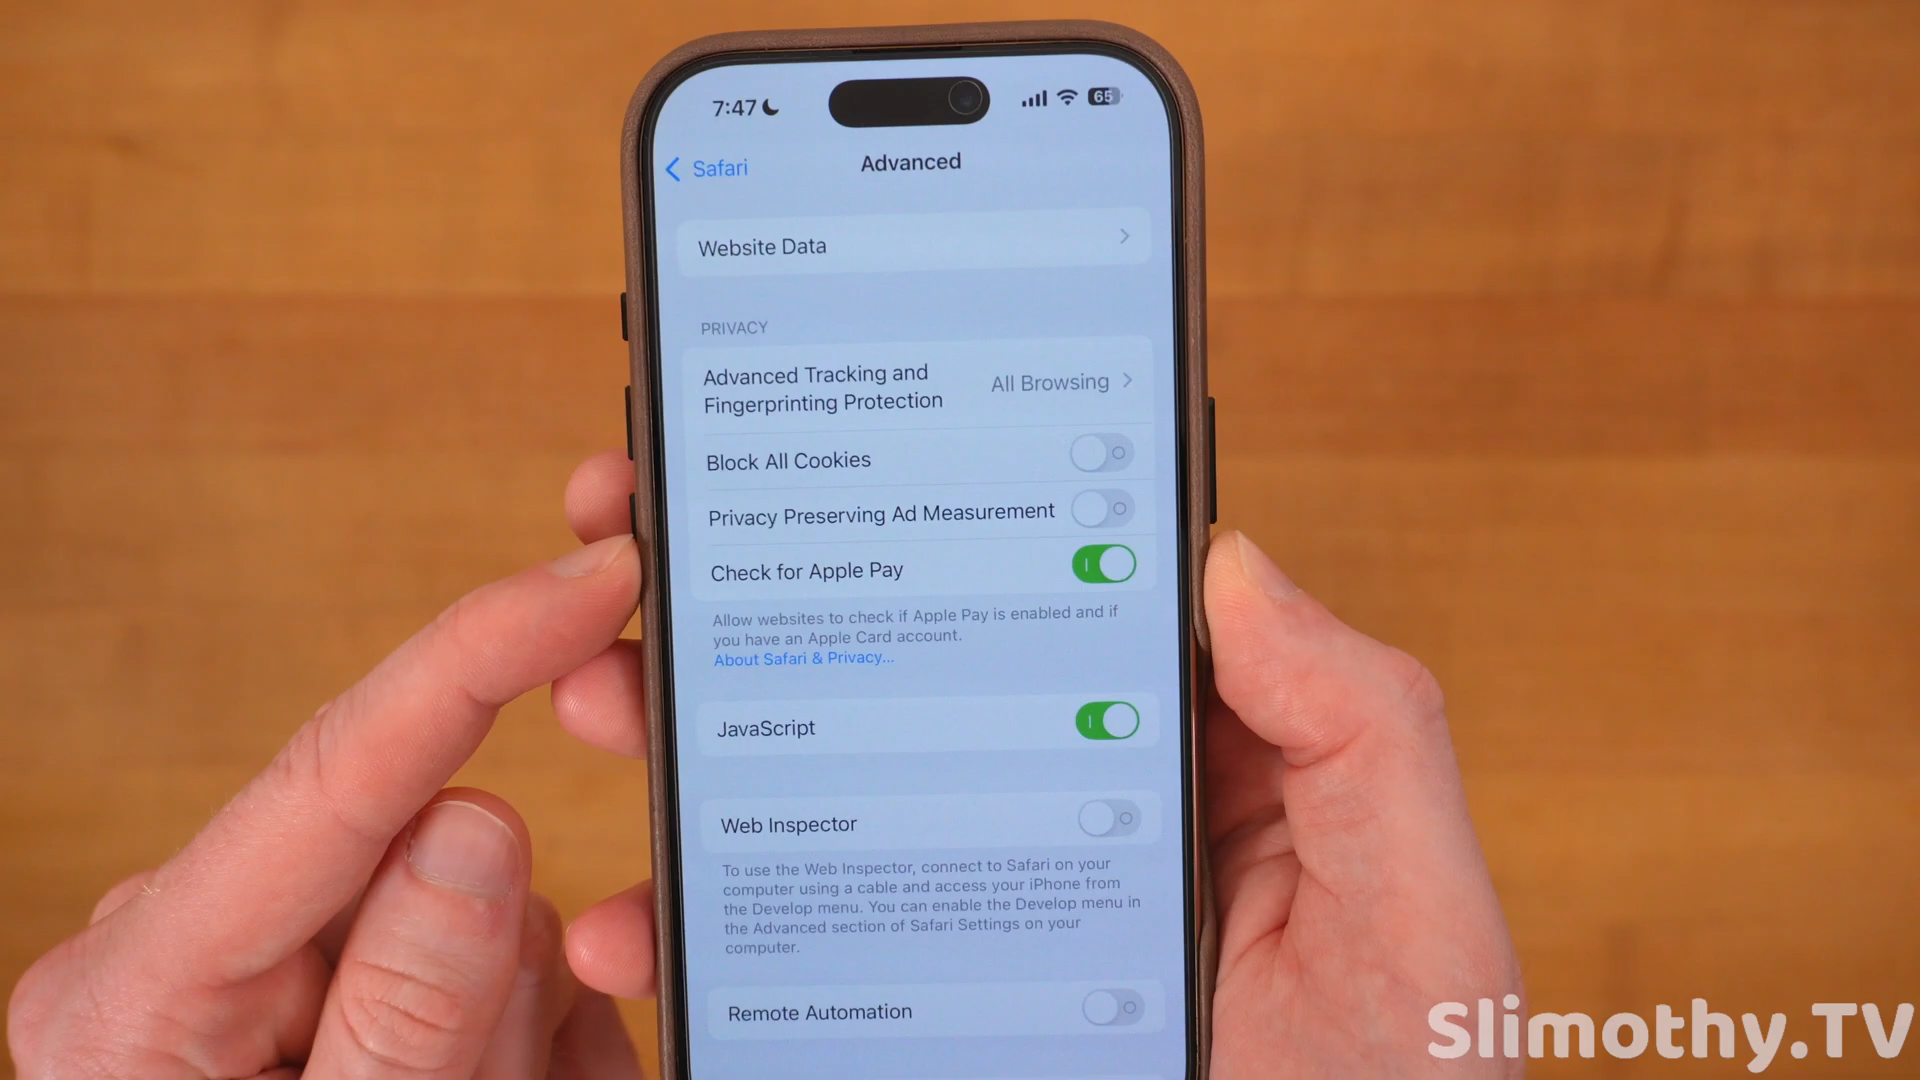 7:47
65
Safari
Advanced
Website Data
PRIVACY
Advanced Tracking and
Fingerprinting Protection
All Browsing
Block All Cookies
Privacy Preserving Ad Measurement
Check for Apple Pay
Allow websites to check if Apple Pay is enabled and if
you have an Apple Card account.
About Safari & Privacy...
JavaScript
Web Inspector
To use the Web Inspector, connect to Safari on your
computer using a cable and access your iPhone from
the Develop menu. You can enable the Develop menu in
the Advanced section of Safari Settings on your
computer.
Remote Automation
Slimothy.TV